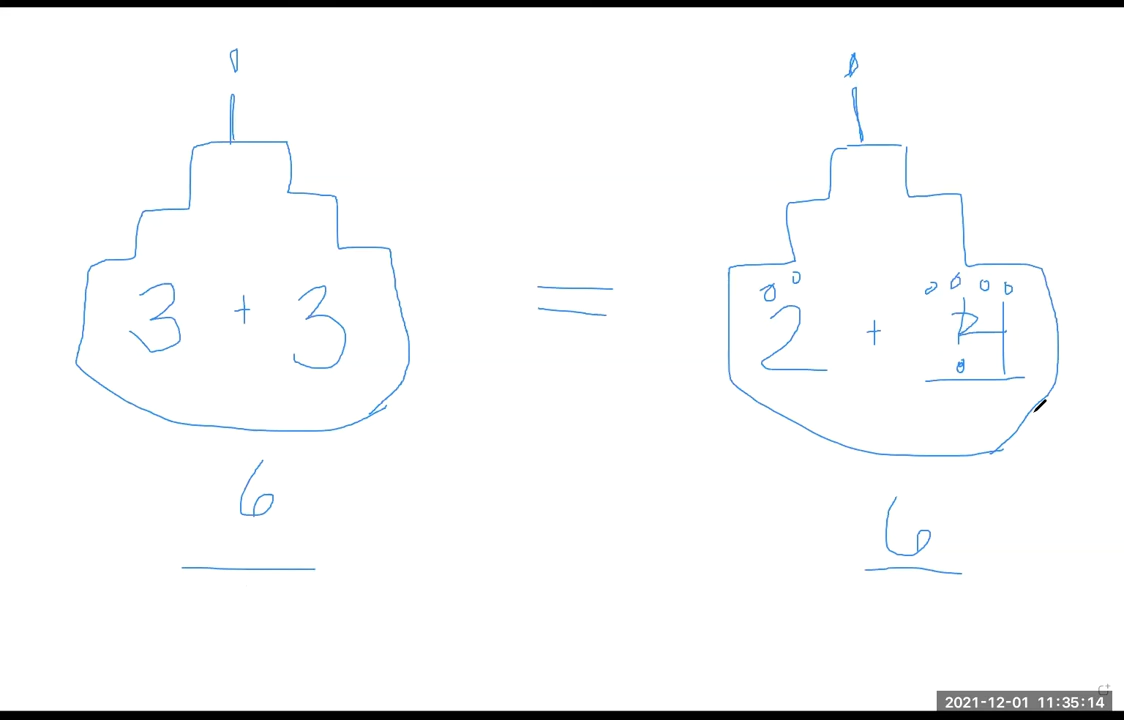 3 + 3 = 2 + 4
6
6
2021-12-01 11:35:14